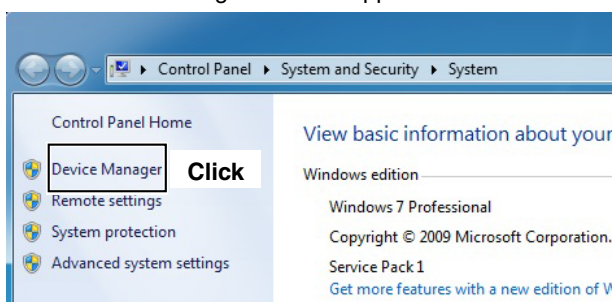 Control Panel ▸ System and Security ▸ System
Control Panel Home
Device Manager Click
Remote settings
System protection
Advanced system settings
View basic information about your
Windows edition
Windows 7 Professional
Copyright © 2009 Microsoft Corporation.
Service Pack 1
Get more features with a new edition of W